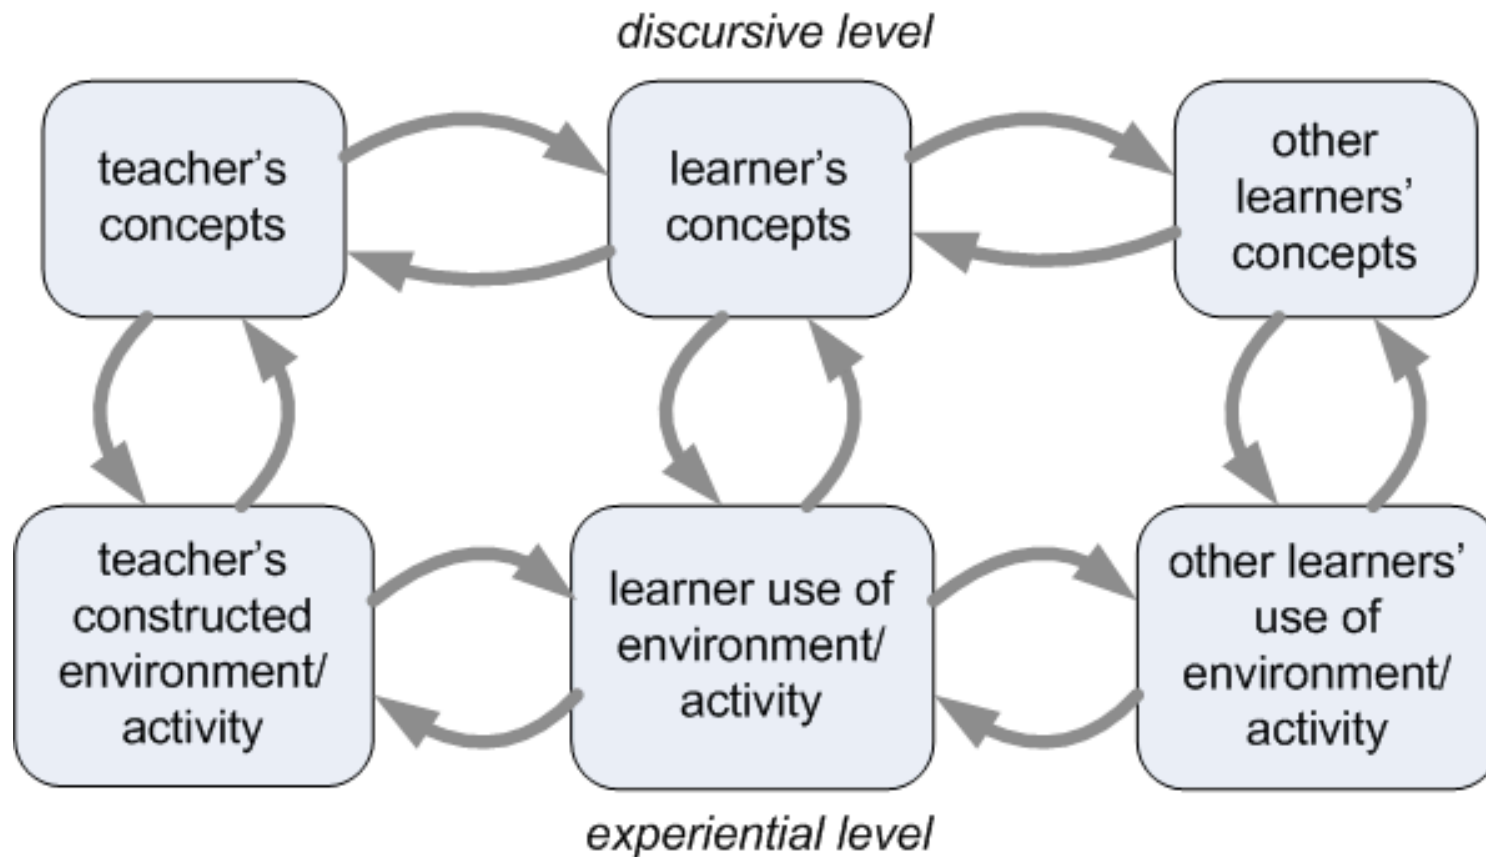 discursive level
teacher’s
concepts
learner’s
concepts
other
learners’
concepts
teacher’s
constructed
environment/
activity
learner use of
environment/
activity
other learners’
use of
environment/
activity
experiential level